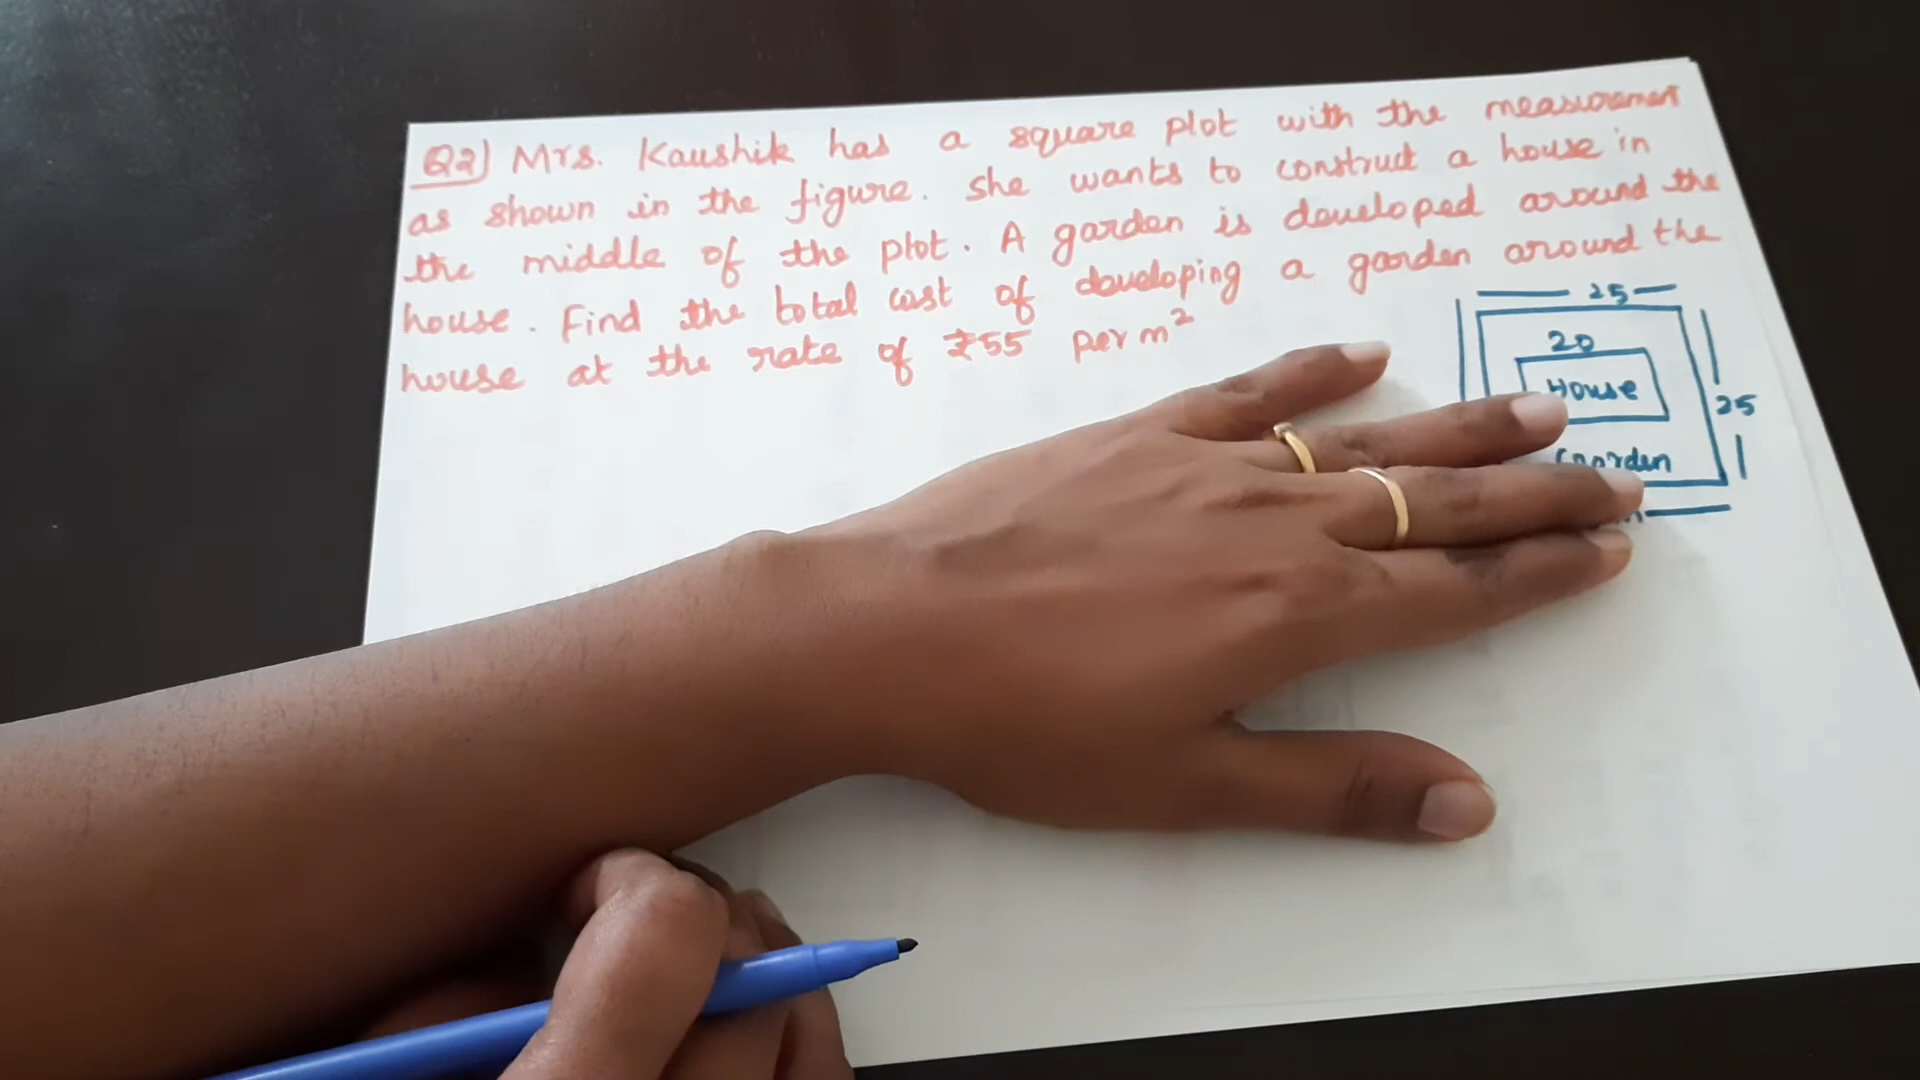 Q2) Mrs. Kaushik has a square plot with the measurement
as shown in the figure. She wants to construct a house in
the middle of the plot. A garden is developed around the
house. Find the total cost of developing a garden around the
house at the rate of ₹55 per m²
25
20
House
25
Garden